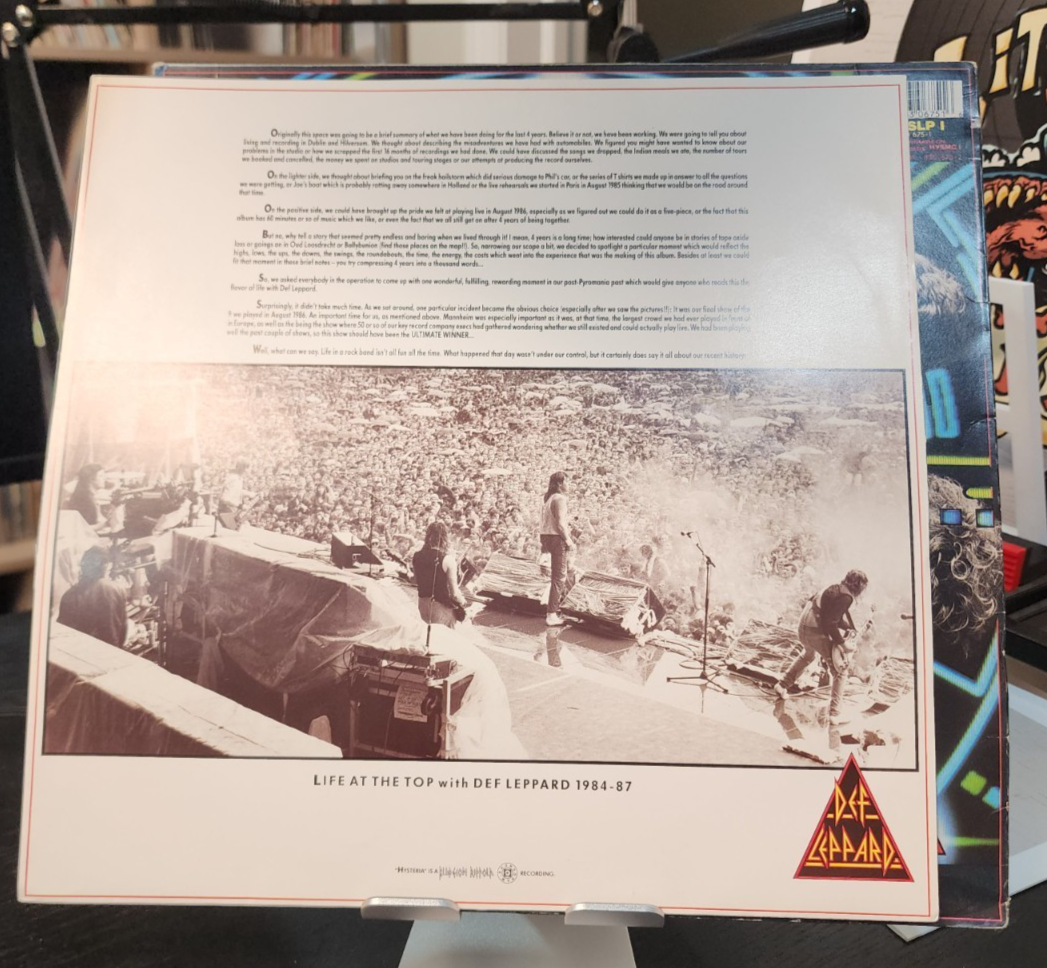 Originally this space was going to be a brief summary of what we have been doing for the last 4 years. Believe it or not, we have been working. We were going to tell you about
living and recording in Dublin and Hilversum. We thought about describing the misadventures we have had with automobiles. We figured you might have wanted to know about our
problems in the studio or how we scrapped the first 16 months of recordings we had done. We could have discussed the songs we dropped, the Indian meals we ate, the number of tours
we booked and cancelled, the money we spent on studios and touring stages or our attempts at producing the record ourselves.
On the lighter side, we thought about briefing you on the freak hailstorm which did serious damage to Phil's car, or the series of T shirts we made up in answer to all the questions
we were getting, or Joe's boat which is probably rotting away somewhere in Holland or the live rehearsals we started in Paris in August 1985 thinking that we would be on the road around
that time.
On the positive side, we could have brought up the pride we felt at playing live in August 1986, especially as we figured out we could do it as a five-piece, or the fact that this
album has 60 minutes or so of music which we like, or even the fact that we all still get on after 4 years of being together.
But no, why tell a story that seemed pretty endless and boring when we lived through it! I mean, 4 years is a long time; how interested could anyone be in stories of tape oxide
loss or goings on in Oud Loosdrecht or Ballybunion (find those places on the map!!). So, narrowing our scope a bit, we decided to spotlight a particular moment which would reflect the
highs, lows, the ups, the downs, the swings, the roundabouts, the time, the energy, the costs which went into the experience that was the making of this album. Besides at least we could
fit that moment in these brief notes - you try compressing 4 years into a thousand words...
So, we asked everybody in the operation to come up with one wonderful, fulfilling, rewarding moment in our post-Pyromania past which would give anyone who reads this the
flavor of life with Def Leppard.
Surprisingly, it didn't take much time. As we sat around, one particular incident became the obvious choice (especially after we saw the pictures!!): It was our final show of the
we played in August 1986. An important time for us, as mentioned above. Mannheim was especially important as it was, at that time, the largest crowd we had ever played in front of
in Europe, as well as the being the show where 50 or so of our key record company execs had gathered wondering whether we still existed and could actually play live. We had been playing
well the past couple of shows, so this show should have been the ULTIMATE WINNER...
Well, what can we say. Life in a rock band isn't all fun all the time. What happened that day wasn't under our control, but it certainly does say it all about our recent history.
LIFE AT THE TOP with DEF LEPPARD 1984-87
DEF
LEPPARD
"HYSTERIA" IS A BLUDGEON RIFFOLA RECORDING.
SLP 1
675-1
HYSMC 1
iT